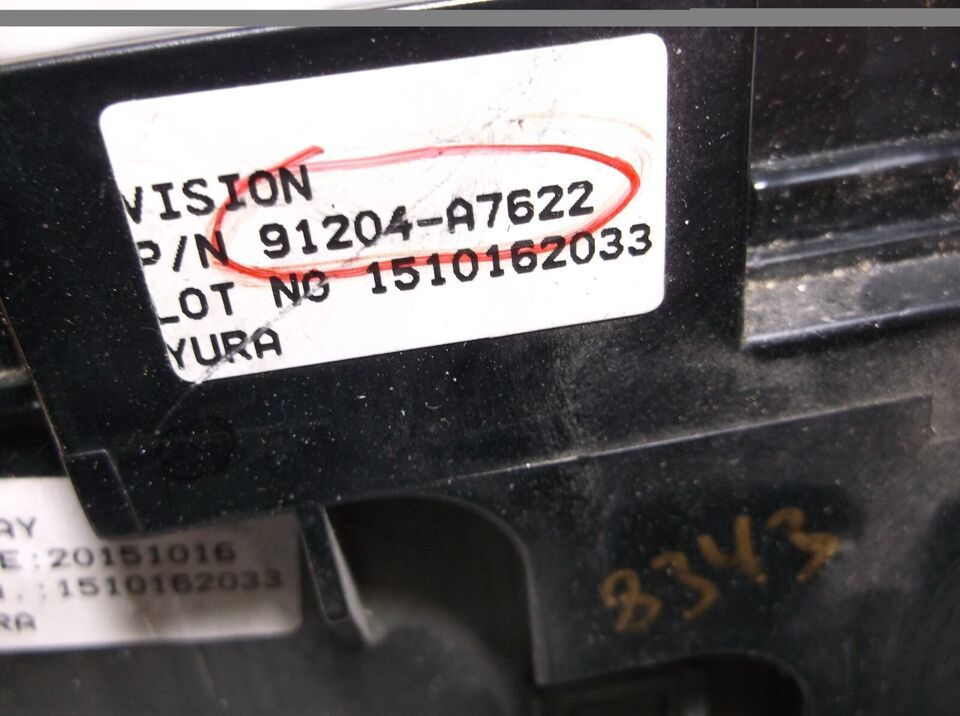 VISION
P/N 91204-A7622
LOT NO 1510162033
YURA
AY
E:20151016
.:1510162033
RA
8343